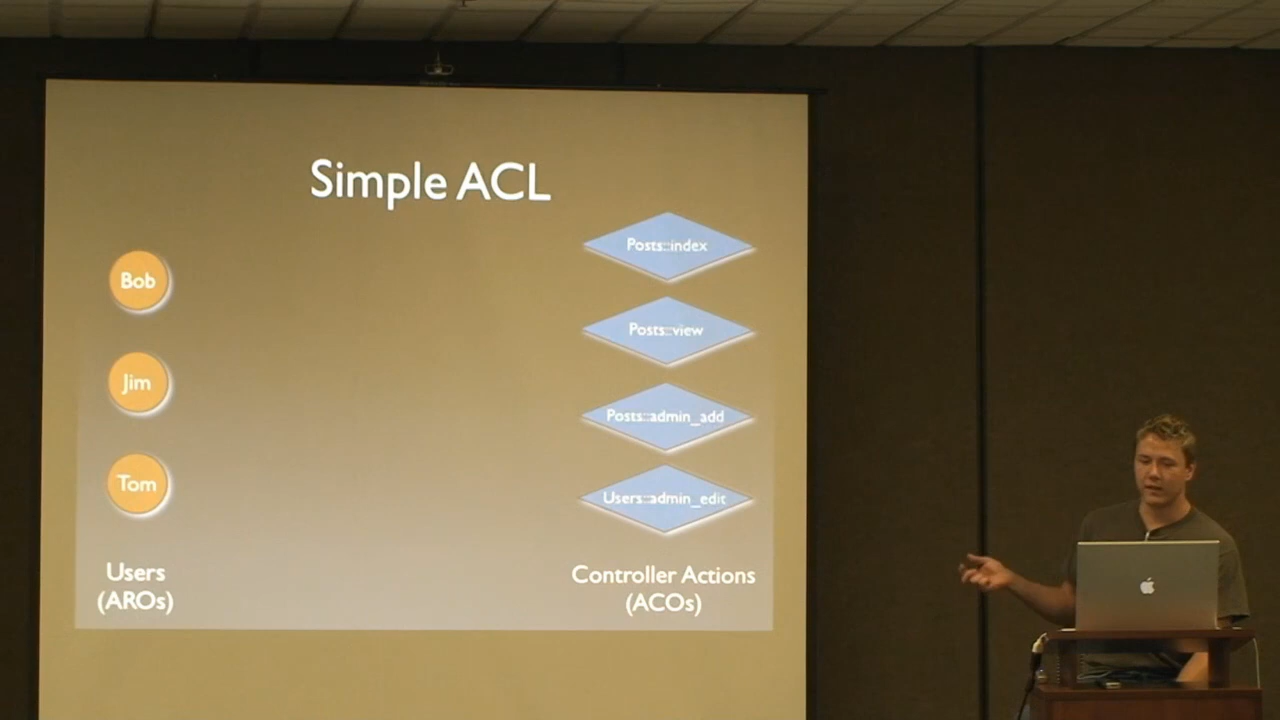 Simple ACL
Bob
Jim
Tom
Users
(AROs)
Posts::index
Posts::view
Posts::admin_add
Users::admin_edit
Controller Actions
(ACOs)